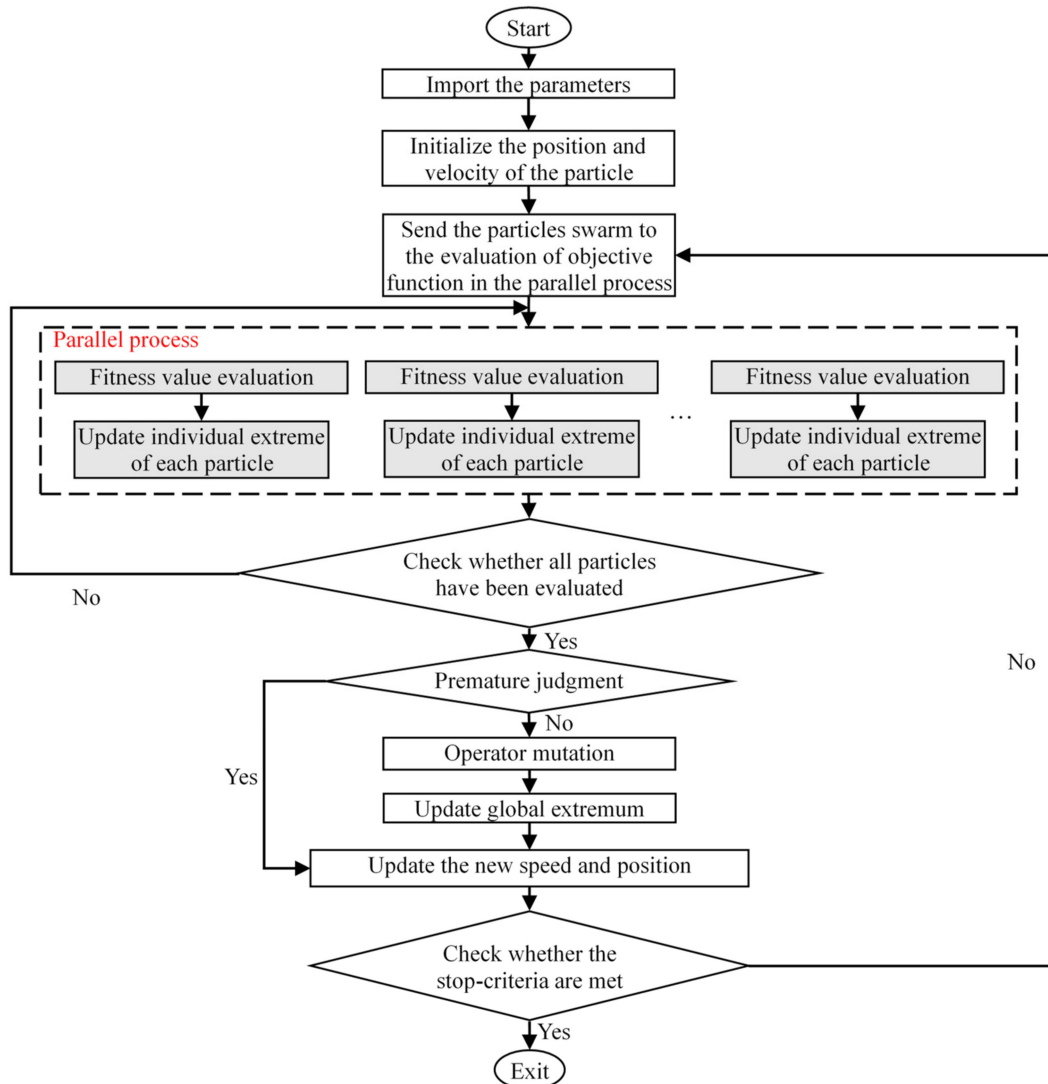 Start
Import the parameters
Initialize the position and
velocity of the particle
Send the particles swarm to
the evaluation of objective
function in the parallel process
Parallel process
Fitness value evaluation
Update individual extreme
of each particle
Fitness value evaluation
Update individual extreme
of each particle
...
Fitness value evaluation
Update individual extreme
of each particle
Check whether all particles
have been evaluated
No
Yes
Premature judgment
No
No
Operator mutation
Yes
Update global extremum
Update the new speed and position
Check whether the
stop-criteria are met
Yes
Exit